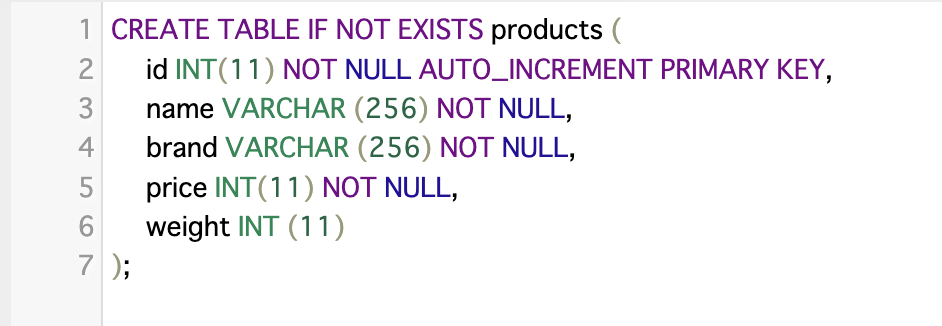 1 CREATE TABLE IF NOT EXISTS products (
2 id INT(11) NOT NULL AUTO_INCREMENT PRIMARY KEY,
3 name VARCHAR (256) NOT NULL,
4 brand VARCHAR (256) NOT NULL,
5 price INT(11) NOT NULL,
6 weight INT (11)
7 );